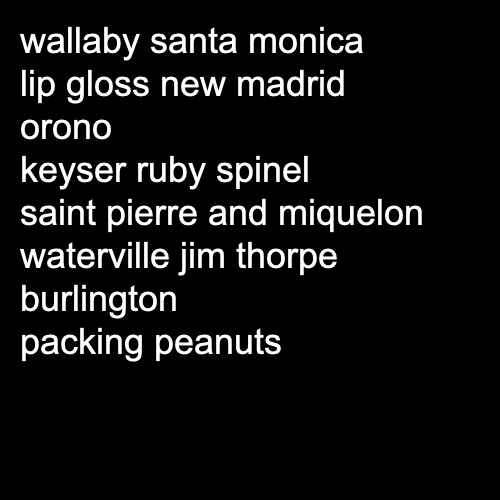 wallaby santa monica
lip gloss new madrid
orono
keyser ruby spinel
saint pierre and miquelon
waterville jim thorpe
burlington
packing peanuts